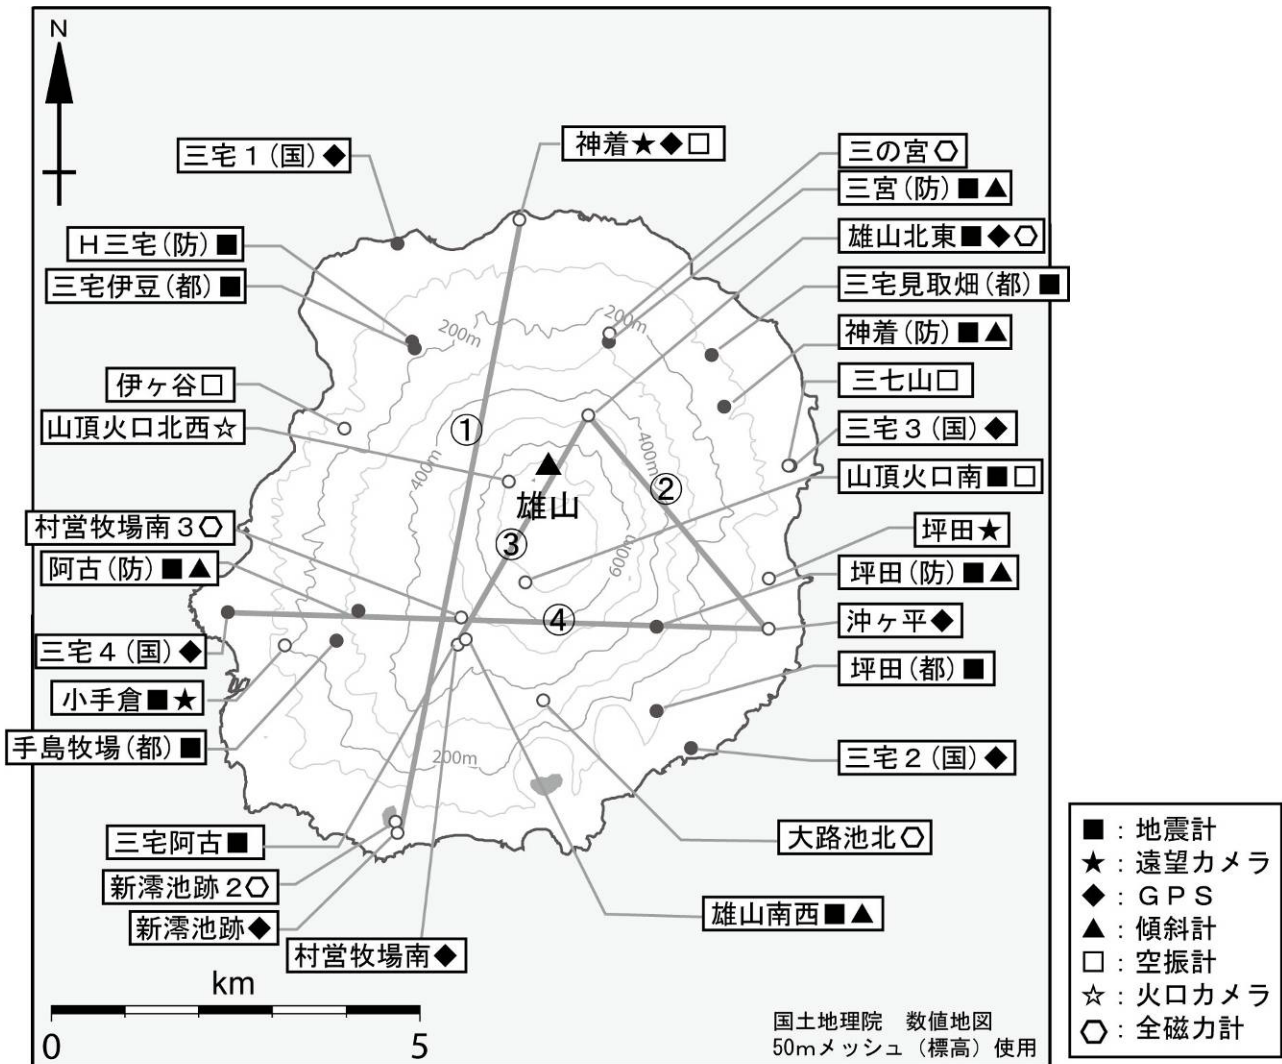 N
三宅１(国)◆
神着★◆□
三の宮⬡
三宮(防)■▲
H三宅(防)■
雄山北東■◆⬡
三宅伊豆(都)■
三宅見取畑(都)■
200m
200m
神着(防)■▲
伊ヶ谷□
三七山□
山頂火口北西☆
①
三宅３(国)◆
400m
400m
②
山頂火口南■□
雄山
村営牧場南３⬡
坪田★
③
600m
阿古(防)■▲
坪田(防)■▲
④
沖ヶ平◆
三宅４(国)◆
坪田(都)■
小手倉■★
手島牧場(都)■
200m
三宅２(国)◆
三宅阿古■
大路池北⬡
新澪池跡２⬡
新澪池跡◆
雄山南西■▲
村営牧場南◆
km
0
5
国土地理院　数値地図
50mメッシュ（標高）使用
■：地震計
★：遠望カメラ
◆：ＧＰＳ
▲：傾斜計
□：空振計
☆：火口カメラ
⬡：全磁力計